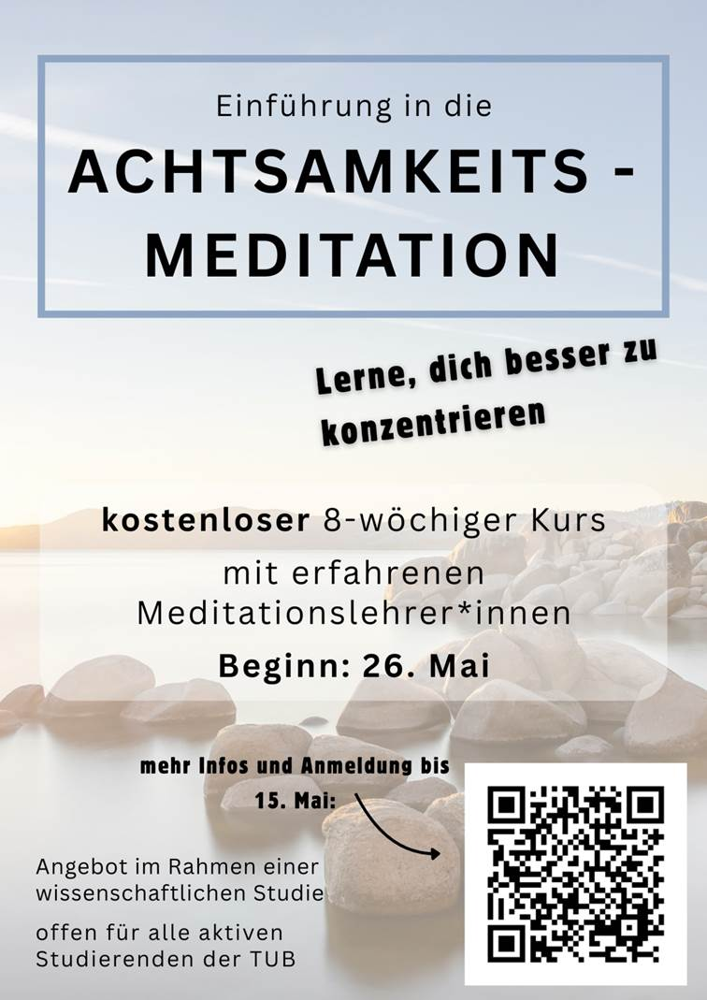 Einführung in die
ACHTSAMKEITS -
MEDITATION
Lerne, dich besser zu
konzentrieren
kostenloser 8-wöchiger Kurs
mit erfahrenen
Meditationslehrer*innen
Beginn: 26. Mai
mehr Infos und Anmeldung bis
15. Mai:
Angebot im Rahmen einer
wissenschaftlichen Studie
offen für alle aktiven
Studierenden der TUB